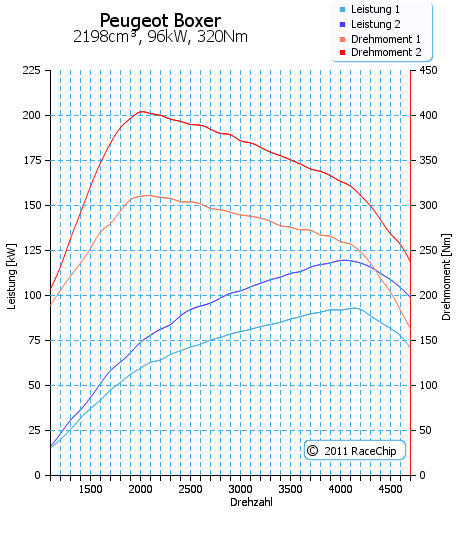 Peugeot Boxer
2198cm³, 96kW, 320Nm
Leistung 1
Leistung 2
Drehmoment 1
Drehmoment 2
225
200
175
150
125
100
75
50
25
0
Leistung [kW]
450
400
350
300
250
200
150
100
50
0
Drehmoment [Nm]
© 2011 RaceChip
1500 2000 2500 3000 3500 4000 4500
Drehzahl